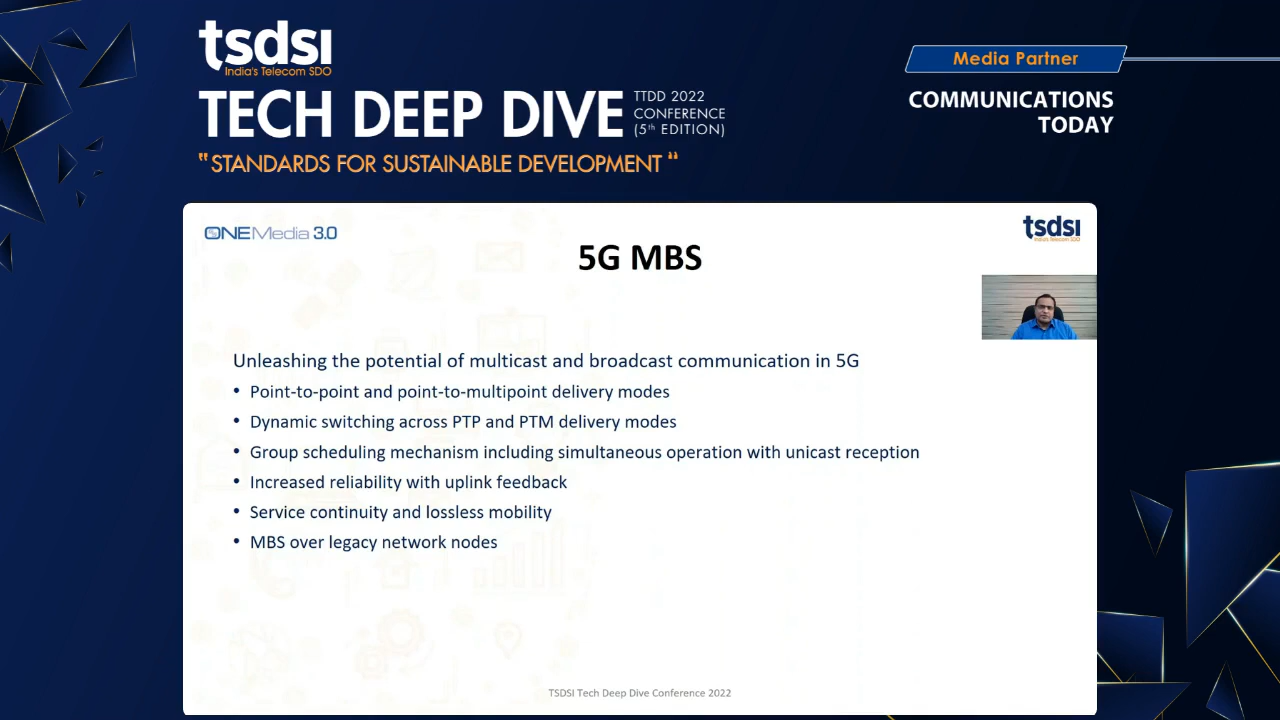 tsdsi
India's Telecom SDO
TECH DEEP DIVE
TTDD 2022
CONFERENCE
(5th EDITION)
"STANDARDS FOR SUSTAINABLE DEVELOPMENT"
Media Partner
COMMUNICATIONS
TODAY
ONEMedia 3.0
tsdsi
India's Telecom SDO
5G MBS
Unleashing the potential of multicast and broadcast communication in 5G
• Point-to-point and point-to-multipoint delivery modes
• Dynamic switching across PTP and PTM delivery modes
• Group scheduling mechanism including simultaneous operation with unicast reception
• Increased reliability with uplink feedback
• Service continuity and lossless mobility
• MBS over legacy network nodes
TSDSI Tech Deep Dive Conference 2022